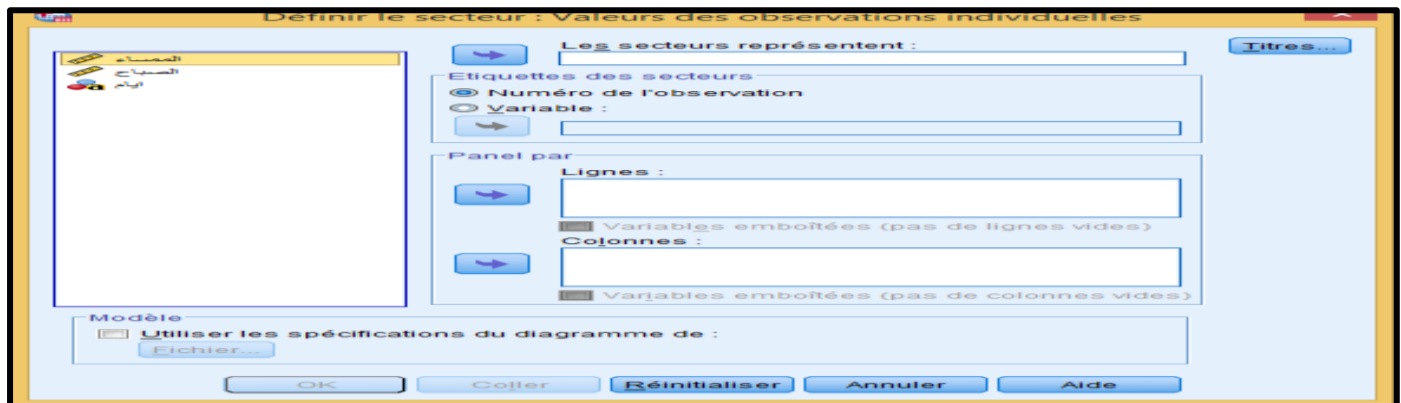 Définir le secteur : Valeurs des observations individuelles
المساء
الصباح
ايام
Les secteurs représentent :
Titres...
Etiquettes des secteurs
Numéro de l'observation
Variable :
Panel par
Lignes :
Variables emboîtées (pas de lignes vides)
Colonnes :
Variables emboîtées (pas de colonnes vides)
Modèle
Utiliser les spécifications du diagramme de :
Fichier...
OK Coller Réinitialiser Annuler Aide